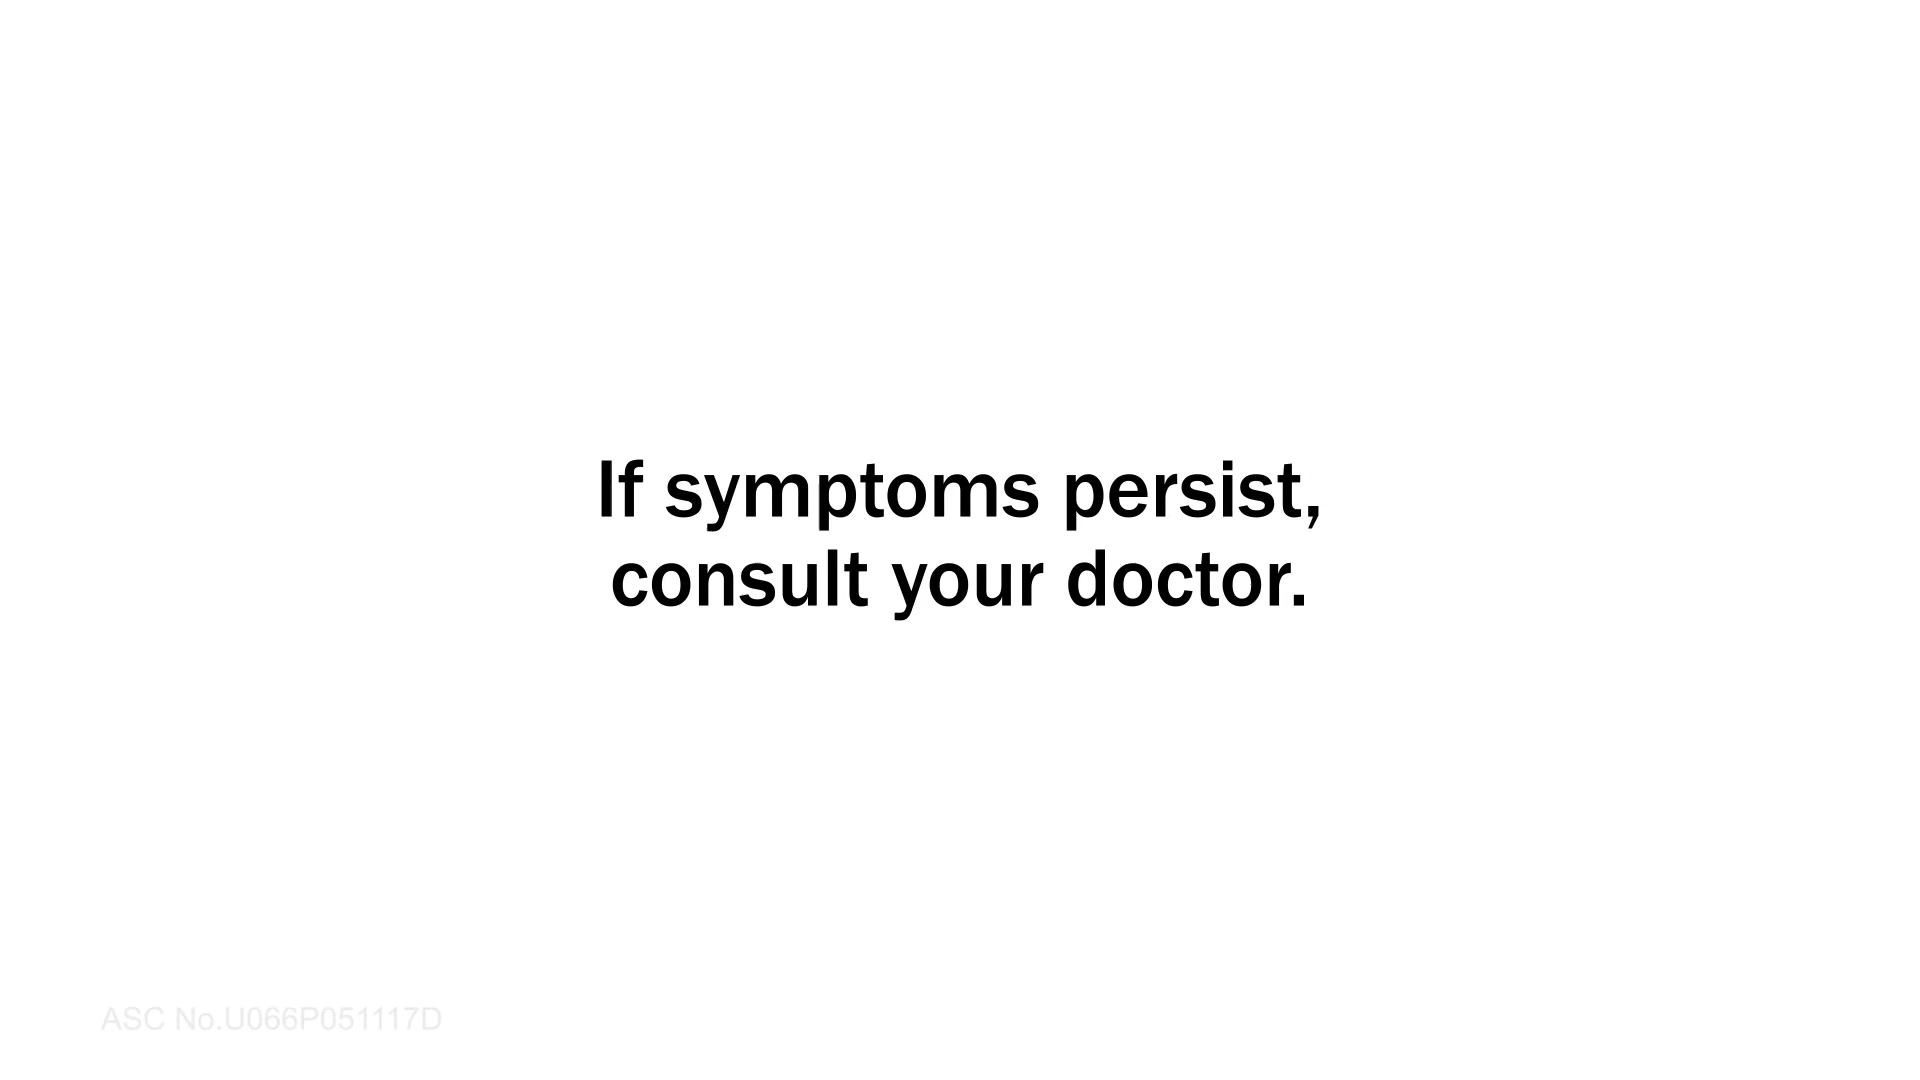 If symptoms persist,
consult your doctor.
ASC No.U066P051117D